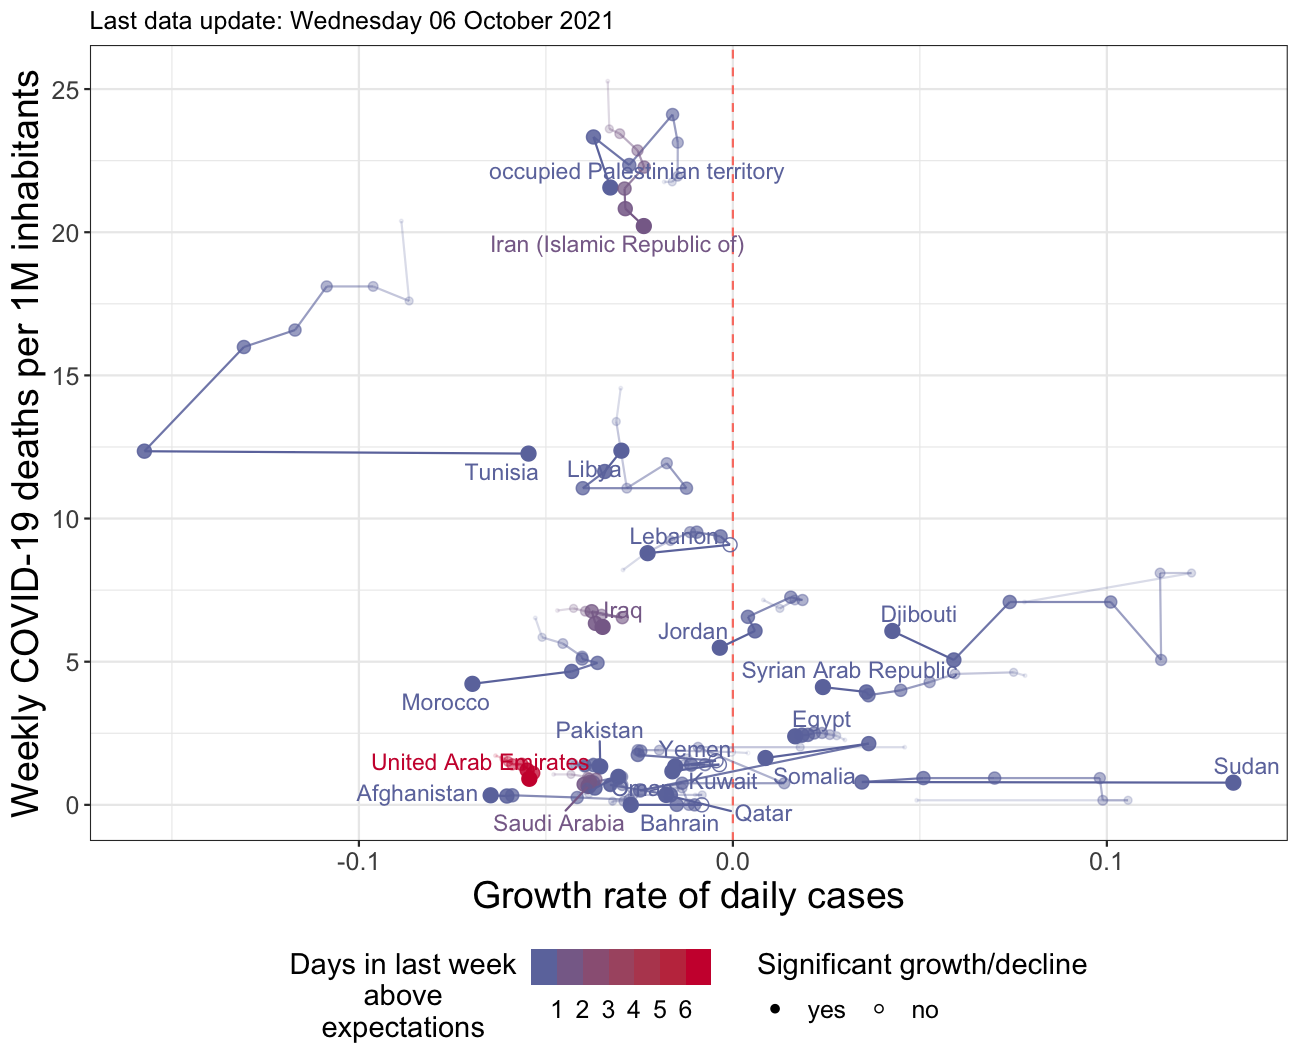 Last data update: Wednesday 06 October 2021
Weekly COVID-19 deaths per 1M inhabitants
25
20
15
10
5
0
occupied Palestinian territory
Iran (Islamic Republic of)
Tunisia
Libya
Lebanon
Iraq
Jordan
Djibouti
Syrian Arab Republic
Morocco
Egypt
Pakistan
Yemen
United Arab Emirates
Somalia
Sudan
Kuwait
Oman
Afghanistan
Saudi Arabia
Bahrain
Qatar
-0.1
0.0
0.1
Growth rate of daily cases
Days in last week
above
expectations
1 2 3 4 5 6
Significant growth/decline
yes no